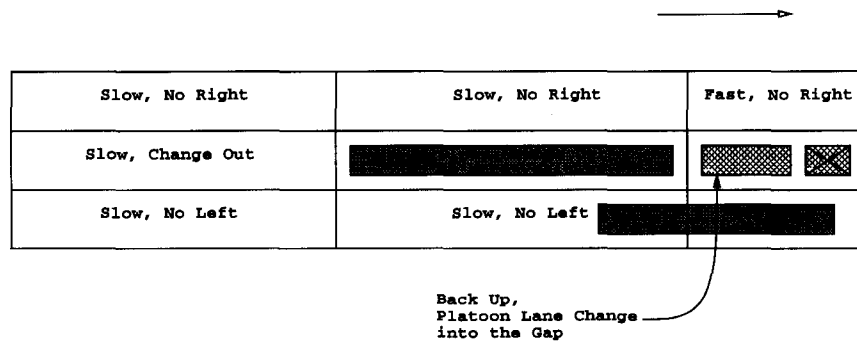 Slow, No Right Slow, No Right Fast, No Right
Slow, Change Out
Slow, No Left Slow, No Left
Back Up,
Platoon Lane Change
into the Gap